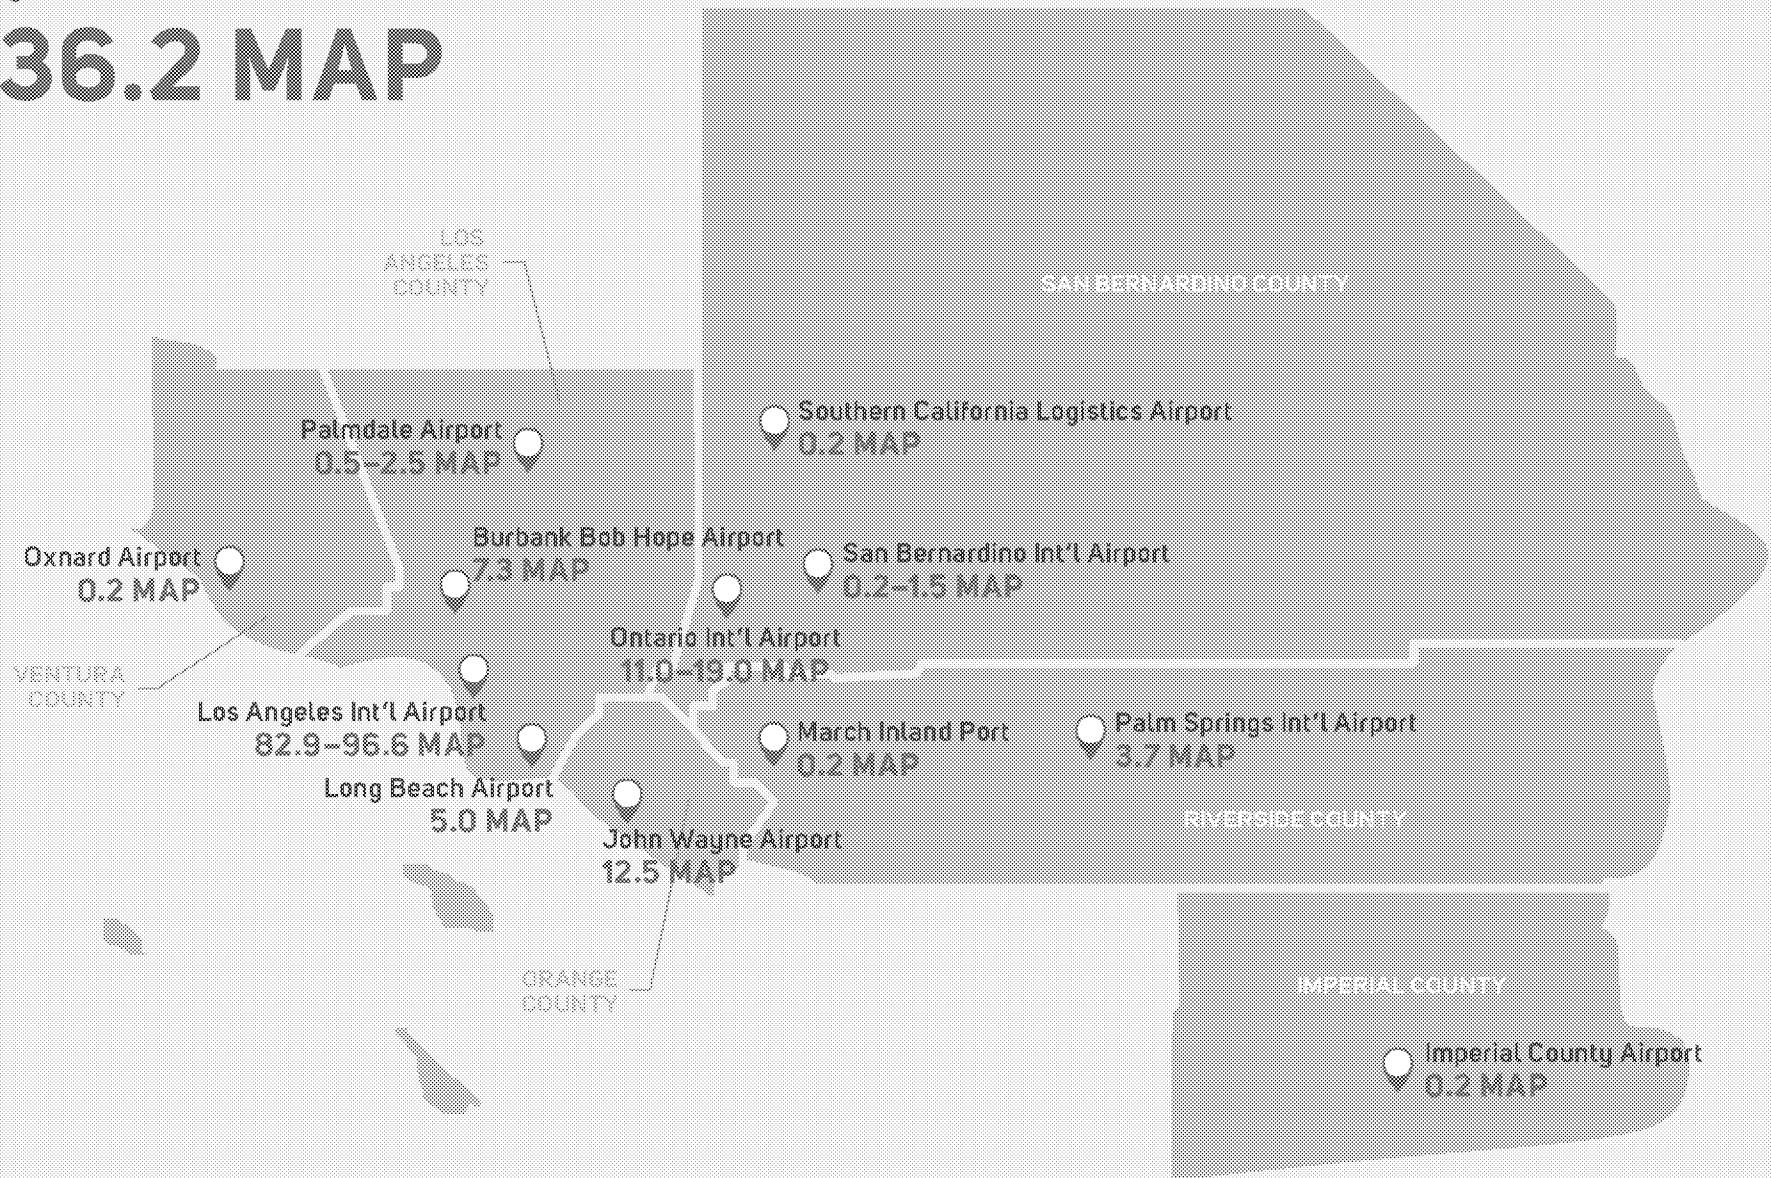 36.2 MAP
LOS
ANGELES
COUNTY
SAN BERNARDINO COUNTY
Southern California Logistics Airport
0.2 MAP
Palmdale Airport
0.5–2.5 MAP
Burbank Bob Hope Airport
7.3 MAP
San Bernardino Int'l Airport
0.2–1.5 MAP
Oxnard Airport
0.2 MAP
Ontario Int'l Airport
11.0–19.0 MAP
VENTURA
COUNTY
Los Angeles Int'l Airport
82.9–96.6 MAP
March Inland Port
0.2 MAP
Palm Springs Int'l Airport
3.7 MAP
Long Beach Airport
5.0 MAP
RIVERSIDE COUNTY
John Wayne Airport
12.5 MAP
ORANGE
COUNTY
IMPERIAL COUNTY
Imperial County Airport
0.2 MAP